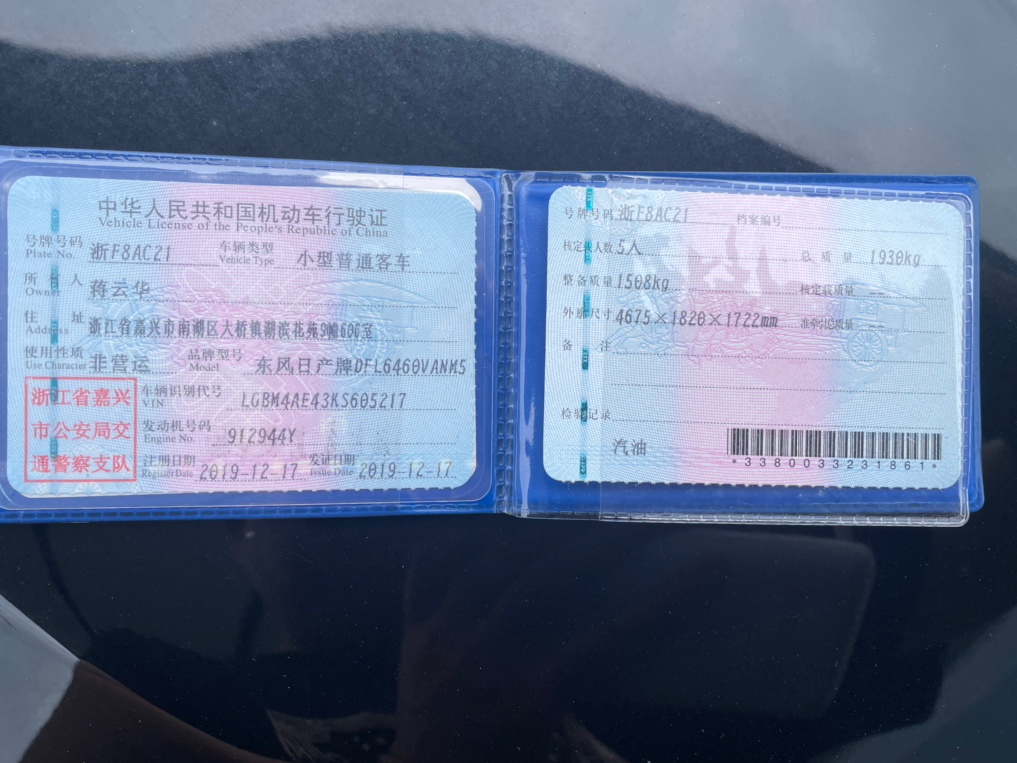 中华人民共和国机动车行驶证
Vehicle License of the People's Republic of China
号牌号码 Plate No. 浙F8AC21 车辆类型 Vehicle Type 小型普通客车
所有人 Owner 蒋云华
住址 Address 浙江省嘉兴市南湖区大桥镇湖滨花苑9幢606室
使用性质 Use Character 非营运 品牌型号 Model 东风日产牌DFL6460VANM5
车辆识别代号 VIN LGBM4AE43KS605217
发动机号码 Engine No. 912944Y
注册日期 Register Date 2019-12-17 发证日期 Issue Date 2019-12-17
浙江省嘉兴
市公安局交
通警察支队
号牌号码 浙F8AC21 档案编号
核定载人数 5人 总质量 1930kg
整备质量 1508kg 核定载质量 --
外廓尺寸 4675×1820×1722mm 准牵引总质量 --
备注
检验记录
汽油
*3380033231861*